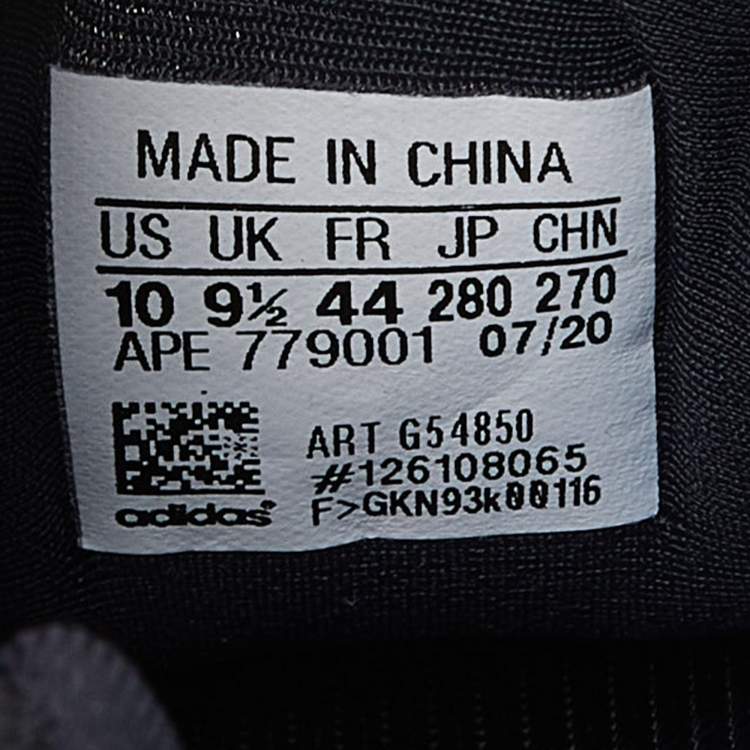 MADE IN CHINA
US UK FR JP CHN
10 9½ 44 280 270
APE 779001 07/20
ART G54850
#126108065
F>GKN93k00116
adidas®